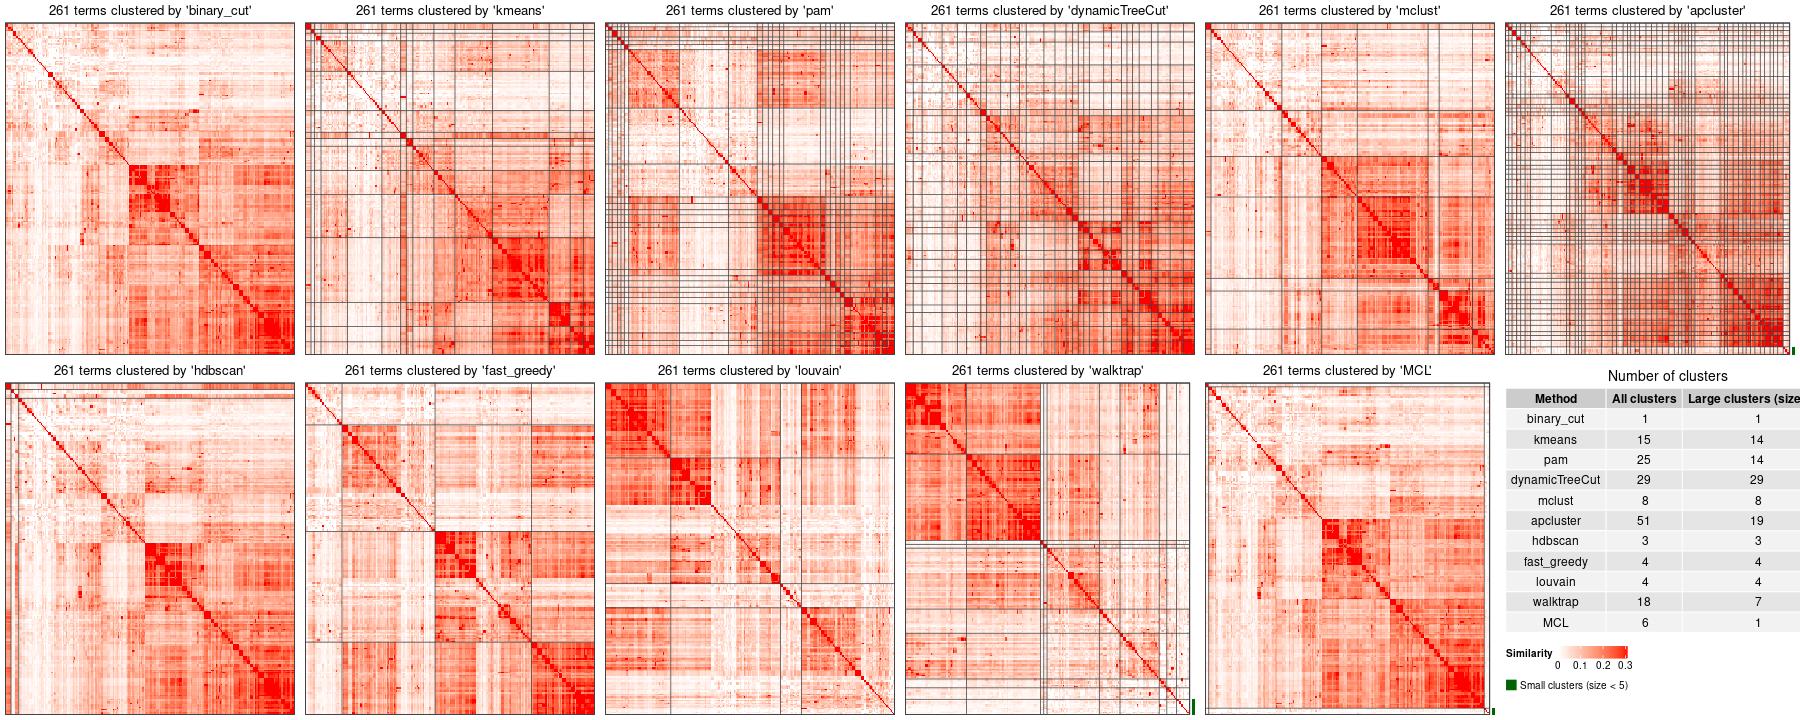 261 terms clustered by 'binary_cut'
261 terms clustered by 'kmeans'
261 terms clustered by 'pam'
261 terms clustered by 'dynamicTreeCut'
261 terms clustered by 'mclust'
261 terms clustered by 'apcluster'
261 terms clustered by 'hdbscan'
261 terms clustered by 'fast_greedy'
261 terms clustered by 'louvain'
261 terms clustered by 'walktrap'
261 terms clustered by 'MCL'
Number of clusters
Method All clusters Large clusters (size
binary_cut 1 1
kmeans 15 14
pam 25 14
dynamicTreeCut 29 29
mclust 8 8
apcluster 51 19
hdbscan 3 3
fast_greedy 4 4
louvain 4 4
walktrap 18 7
MCL 6 1
Similarity
0 0.1 0.2 0.3
Small clusters (size < 5)